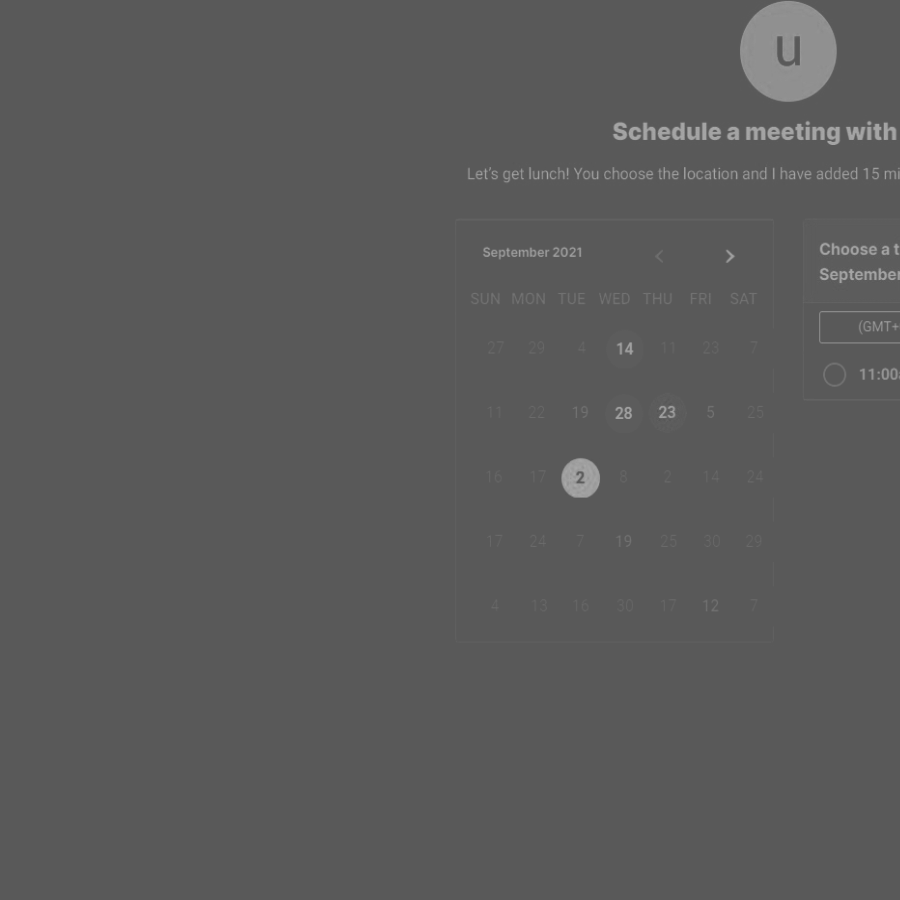 u
Schedule a meeting with
Let's get lunch! You choose the location and I have added 15
September 2021
SUN MON TUE WED THU FRI SAT
27 29 4 14 11 23 7
11 22 19 28 23 5 25
16 17 2 8 2 14 24
17 24 7 19 25 30 29
4 13 16 30 17 12 7
Choose a
September
(GMT+
11:00